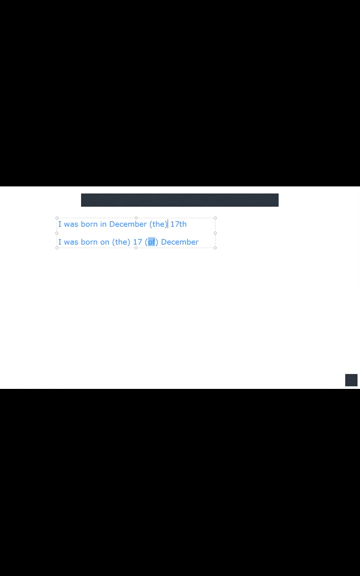 I was born in December (the) 17th
I was born on (the) 17 (of) December